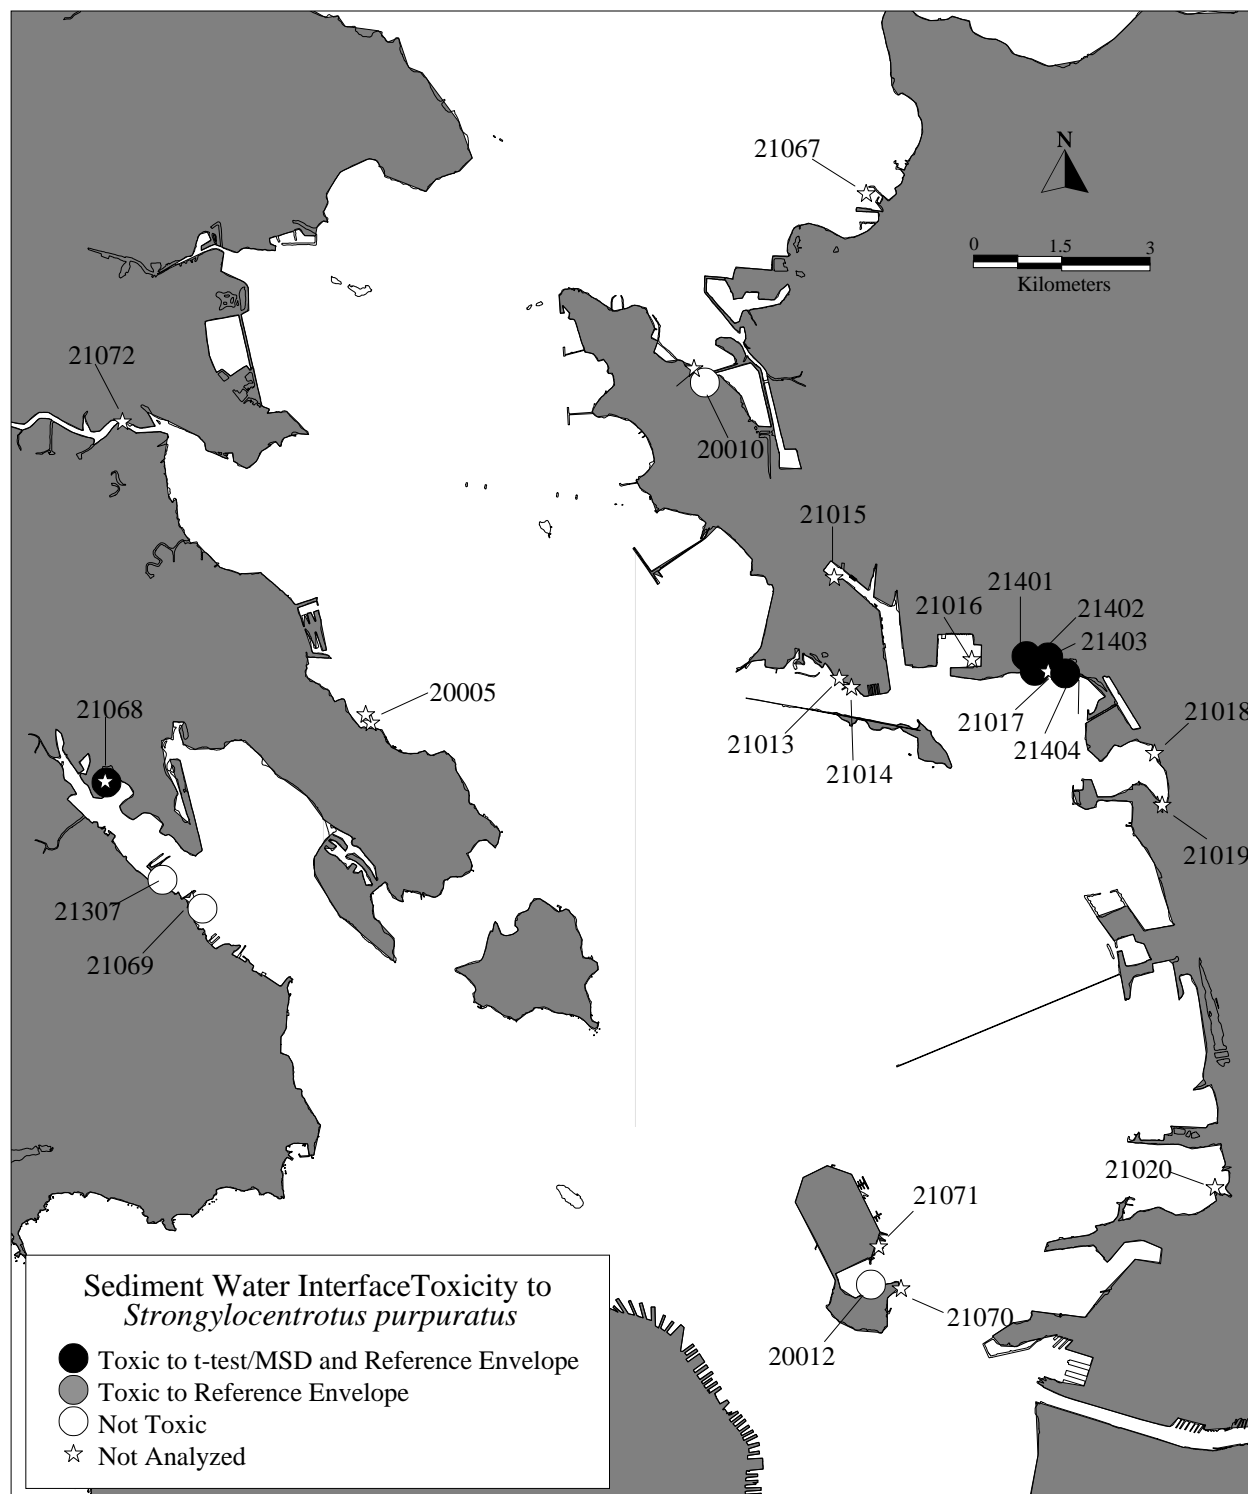 21067
N
0 1.5 3
Kilometers
21072
20010
21015
21401
21402
21016
21403
20005
21068
21018
21013
21017
21404
21014
21019
21307
21069
21020
21071
21070
20012
Sediment Water InterfaceToxicity to
Strongylocentrotus purpuratus
Toxic to t-test/MSD and Reference Envelope
Toxic to Reference Envelope
Not Toxic
Not Analyzed